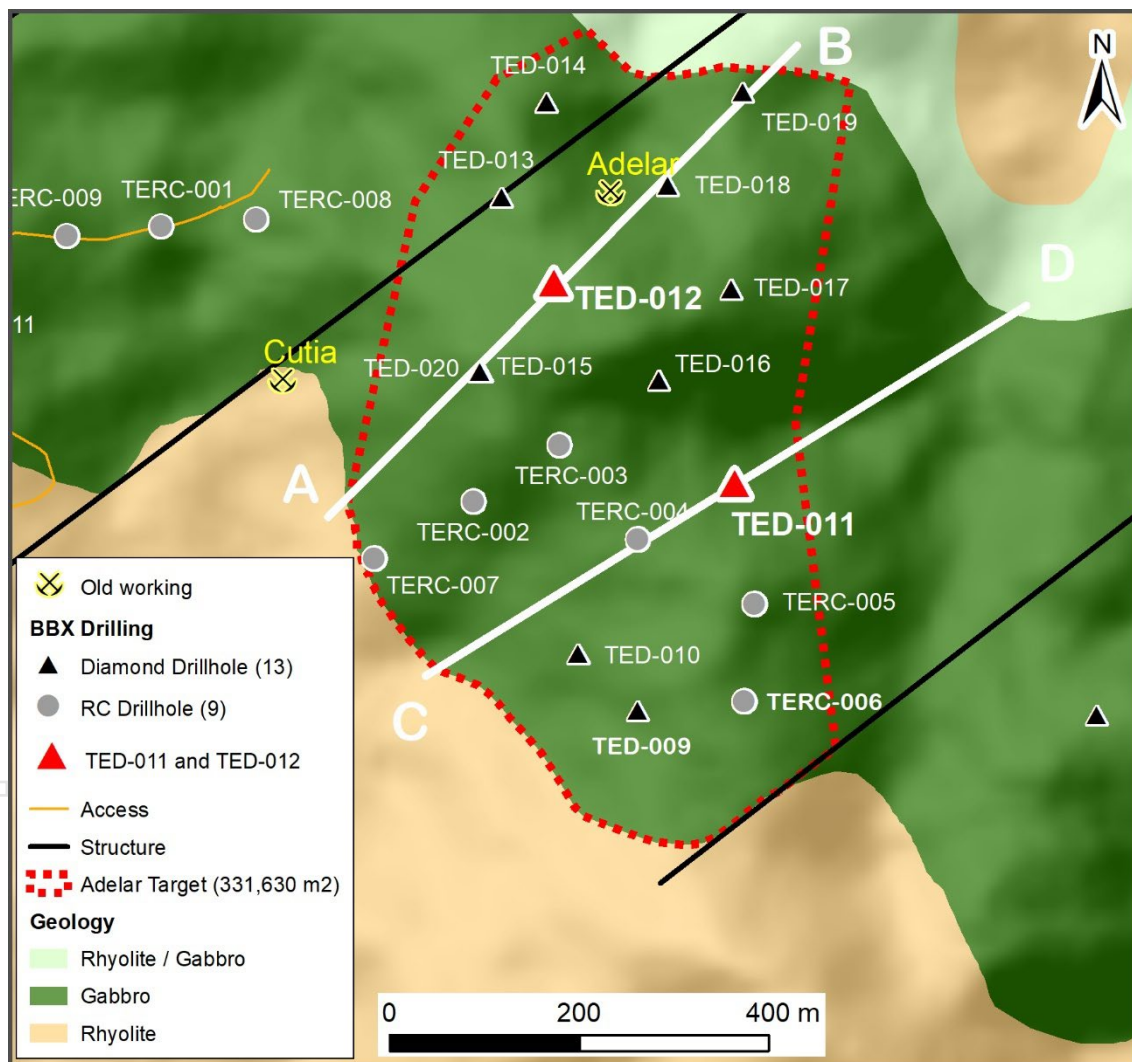 B
N
TED-014
TED-019
TED-013
Adelar
TED-018
ERC-009
TERC-001
TERC-008
D
TED-012
TED-017
11
Cutia
TED-020
TED-015
TED-016
A
TERC-003
TERC-002
TERC-004
TED-011
TERC-007
TERC-005
TED-010
C
TERC-006
TED-009
Old working
BBX Drilling
Diamond Drillhole (13)
RC Drillhole (9)
TED-011 and TED-012
Access
Structure
Adelar Target (331,630 m2)
Geology
Rhyolite / Gabbro
Gabbro
Rhyolite
0 200 400 m